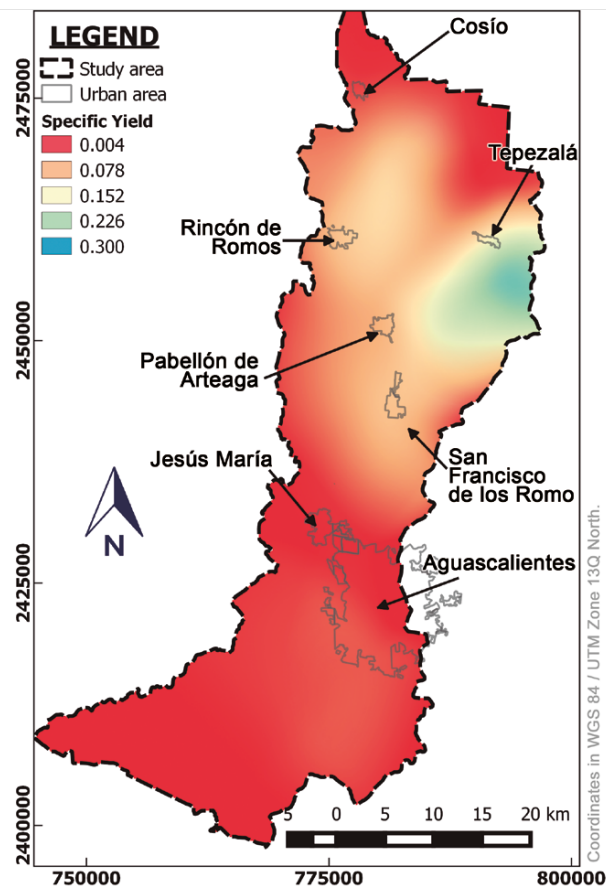 LEGEND
Study area
Urban area
Specific Yield
0.004
0.078
0.152
0.226
0.300
Cosío
Tepezalá
Rincón de
Romos
Pabellón de
Arteaga
Jesús María
San
Francisco
de los Romo
Aguascalientes
N
5 0 5 10 15 20 km
2475000
2450000
2425000
2400000
750000 775000 800000
Coordinates in WGS 84 / UTM Zone 13Q North.